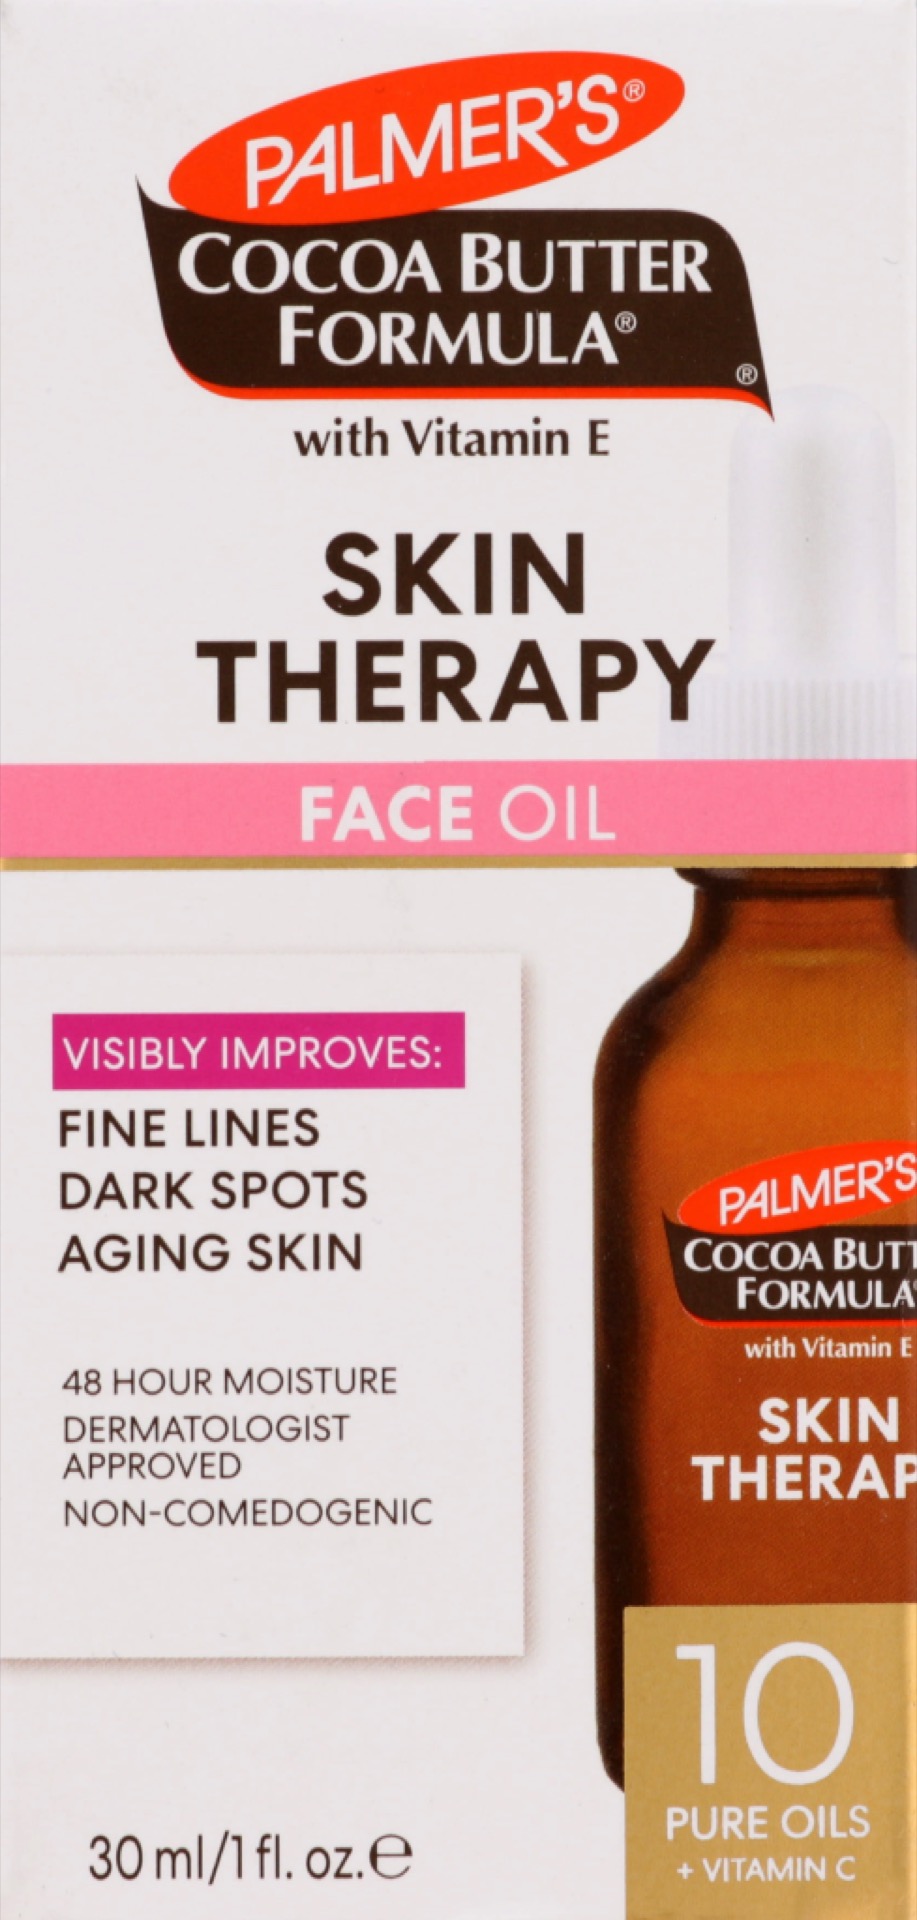 PALMER'S®
COCOA BUTTER
FORMULA®
®
with Vitamin E
SKIN
THERAPY
FACE OIL
VISIBLY IMPROVES:
FINE LINES
DARK SPOTS
AGING SKIN
48 HOUR MOISTURE
DERMATOLOGIST
APPROVED
NON-COMEDOGENIC
PALMER'S
COCOA BUTT
FORMULA
with Vitamin E
SKIN
THERAP
10
PURE OILS
+ VITAMIN C
30 ml/1 fl. oz.℮